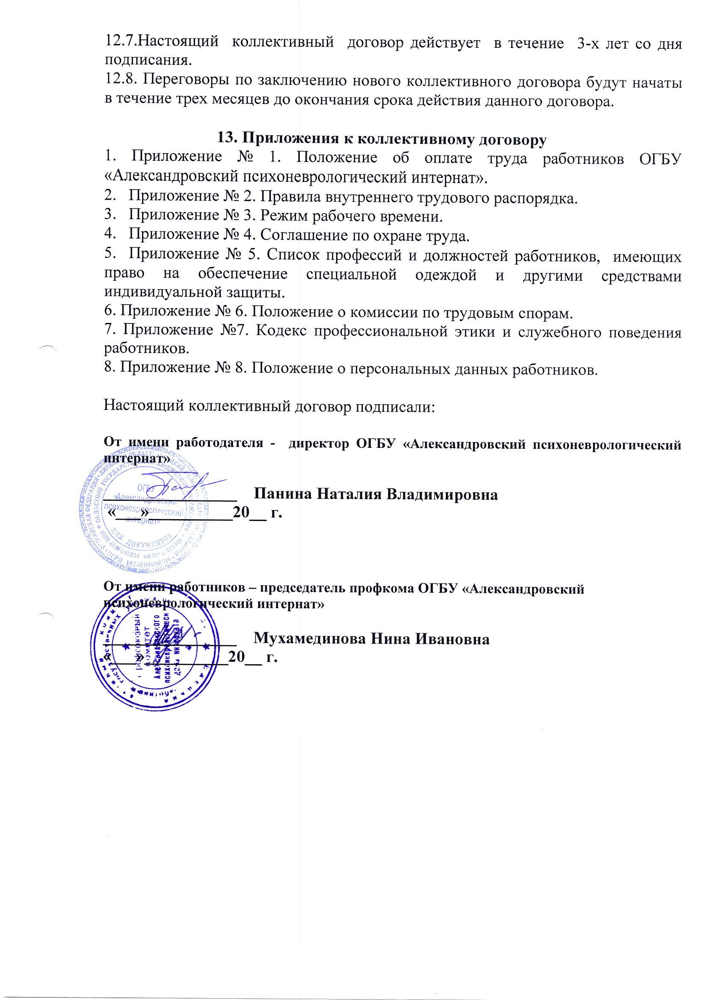 12.7.Настоящий коллективный договор действует в течение 3-х лет со дня
подписания.
12.8. Переговоры по заключению нового коллективного договора будут начаты
в течение трех месяцев до окончания срока действия данного договора.
13. Приложения к коллективному договору
1. Приложение № 1. Положение об оплате труда работников ОГБУ
«Александровский психоневрологический интернат».
2. Приложение № 2. Правила внутреннего трудового распорядка.
3. Приложение № 3. Режим рабочего времени.
4. Приложение № 4. Соглашение по охране труда.
5. Приложение № 5. Список профессий и должностей работников, имеющих
право на обеспечение специальной одеждой и другими средствами
индивидуальной защиты.
6. Приложение № 6. Положение о комиссии по трудовым спорам.
7. Приложение №7. Кодекс профессиональной этики и служебного поведения
работников.
8. Приложение № 8. Положение о персональных данных работников.
Настоящий коллективный договор подписали:
От имени работодателя - директор ОГБУ «Александровский психоневрологический
интернат»
________________ Панина Наталия Владимировна
«___»__________20__ г.
ОГБУ
«Александровский
психоневрологический
интернат»
ДЛЯ ДОКУМЕНТОВ
От имени работников – председатель профкома ОГБУ «Александровский
психоневрологический интернат»
________________ Мухамединова Нина Ивановна
«___»__________20__ г.
комитет
Александровского